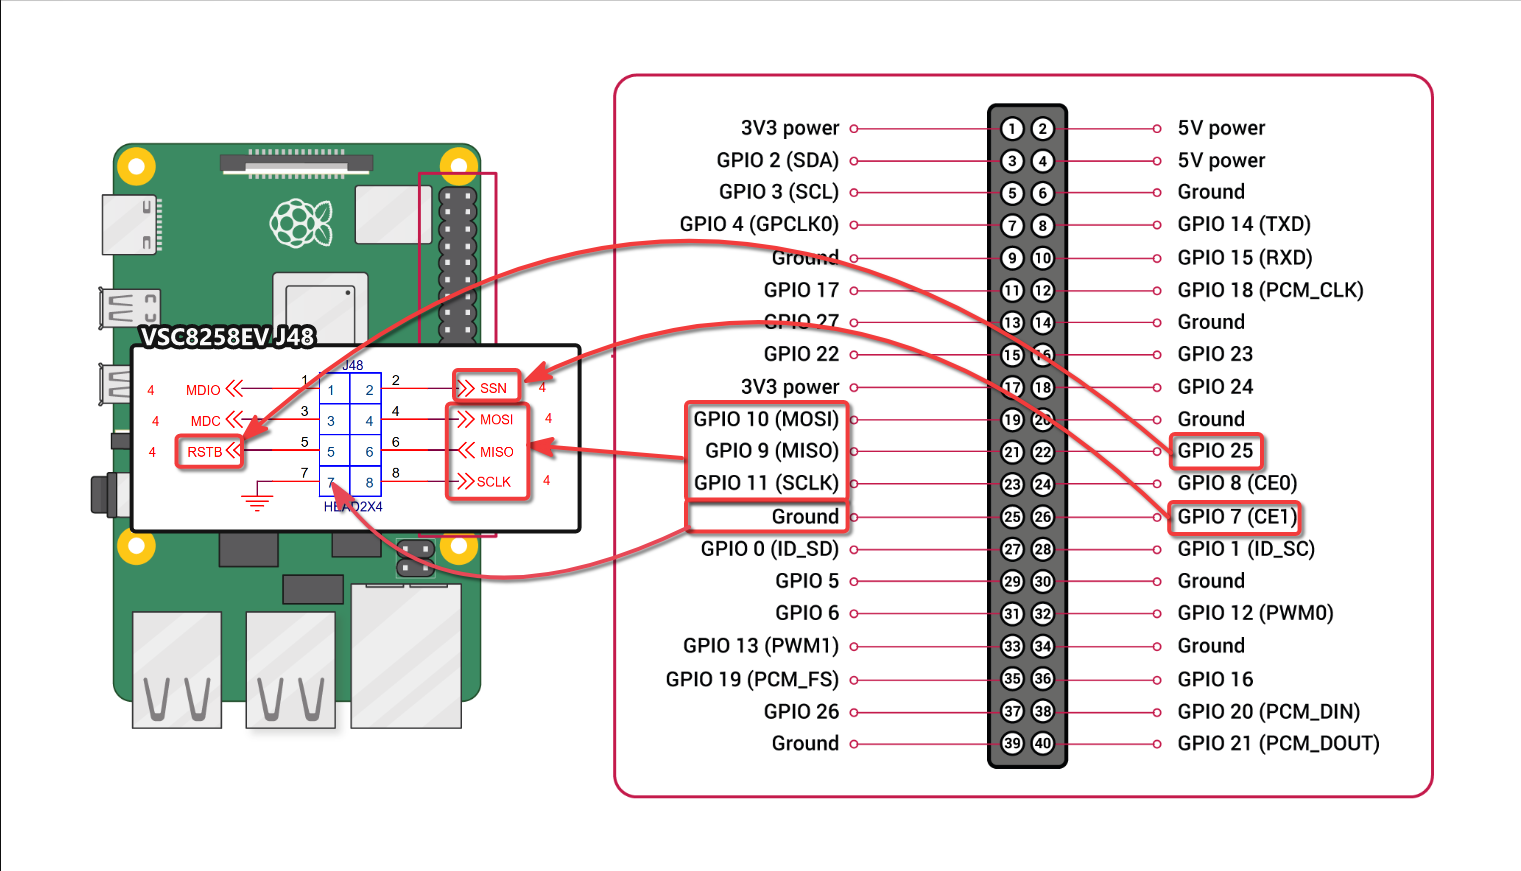 3V3 power 1 2 5V power
GPIO 2 (SDA) 3 4 5V power
GPIO 3 (SCL) 5 6 Ground
GPIO 4 (GPCLK0) 7 8 GPIO 14 (TXD)
Ground 9 10 GPIO 15 (RXD)
GPIO 17 11 12 GPIO 18 (PCM_CLK)
GPIO 27 13 14 Ground
GPIO 22 15 16 GPIO 23
3V3 power 17 18 GPIO 24
GPIO 10 (MOSI) 19 20 Ground
GPIO 9 (MISO) 21 22 GPIO 25
GPIO 11 (SCLK) 23 24 GPIO 8 (CE0)
Ground 25 26 GPIO 7 (CE1)
GPIO 0 (ID_SD) 27 28 GPIO 1 (ID_SC)
GPIO 5 29 30 Ground
GPIO 6 31 32 GPIO 12 (PWM0)
GPIO 13 (PWM1) 33 34 Ground
GPIO 19 (PCM_FS) 35 36 GPIO 16
GPIO 26 37 38 GPIO 20 (PCM_DIN)
Ground 39 40 GPIO 21 (PCM_DOUT)
VSC8258EV J48
J48
4 MDIO 1 1 2 2 SSN 4
4 MDC 3 3 4 4 MOSI 4
4 RSTB 5 5 6 6 MISO
7 7 8 8 SCLK 4
HEAD2X4